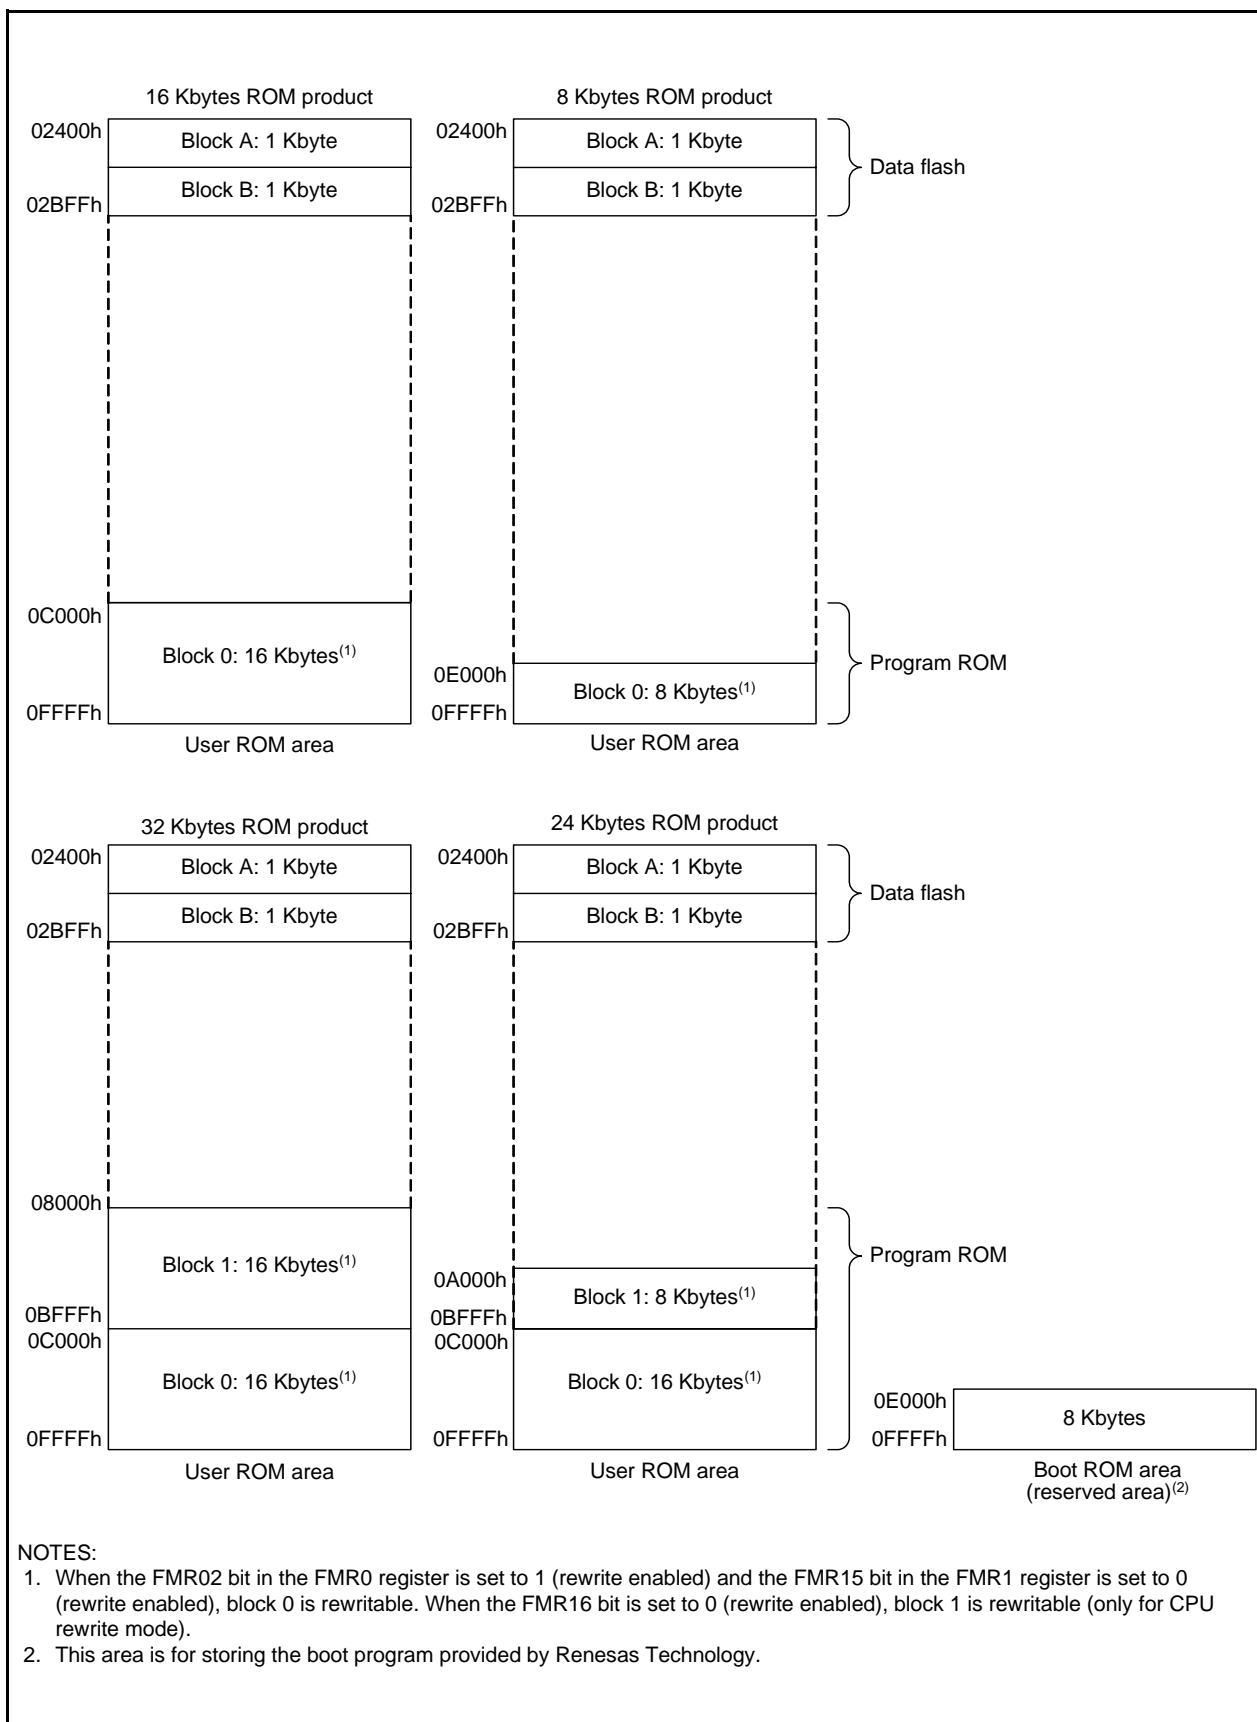 16 Kbytes ROM product
02400h
Block A: 1 Kbyte
Block B: 1 Kbyte
02BFFh
0C000h
Block 0: 16 Kbytes(1)
0FFFFh
User ROM area
8 Kbytes ROM product
02400h
Block A: 1 Kbyte
Block B: 1 Kbyte
02BFFh
0E000h
Block 0: 8 Kbytes(1)
0FFFFh
User ROM area
Data flash
Program ROM
32 Kbytes ROM product
02400h
Block A: 1 Kbyte
Block B: 1 Kbyte
02BFFh
08000h
Block 1: 16 Kbytes(1)
0BFFFh
0C000h
Block 0: 16 Kbytes(1)
0FFFFh
User ROM area
24 Kbytes ROM product
02400h
Block A: 1 Kbyte
Block B: 1 Kbyte
02BFFh
0A000h
Block 1: 8 Kbytes(1)
0BFFFh
0C000h
Block 0: 16 Kbytes(1)
0FFFFh
User ROM area
Data flash
Program ROM
0E000h
8 Kbytes
0FFFFh
Boot ROM area
(reserved area)(2)
NOTES:
1. When the FMR02 bit in the FMR0 register is set to 1 (rewrite enabled) and the FMR15 bit in the FMR1 register is set to 0
(rewrite enabled), block 0 is rewritable. When the FMR16 bit is set to 0 (rewrite enabled), block 1 is rewritable (only for CPU
rewrite mode).
2. This area is for storing the boot program provided by Renesas Technology.